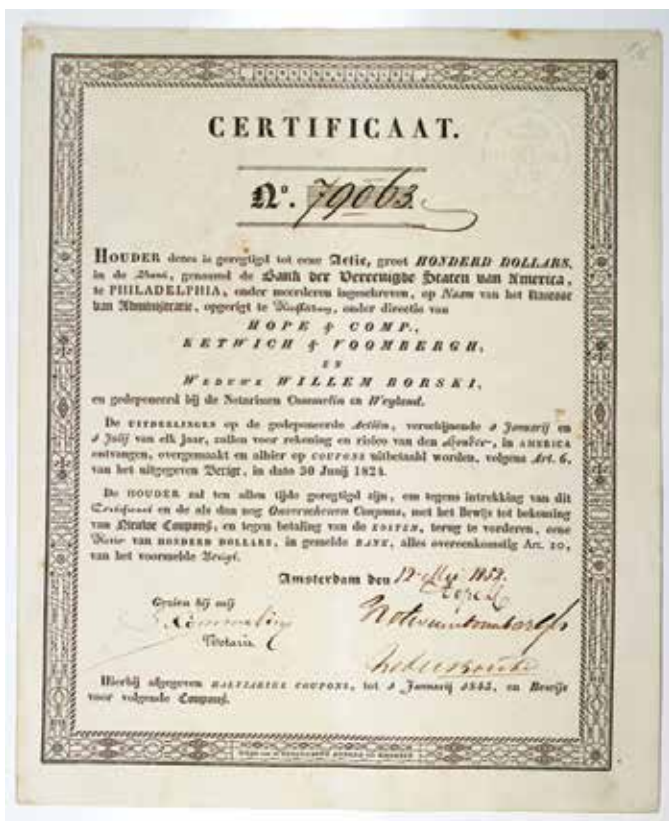 CERTIFICAAT.
No. 79063.
HOUDER dezes is geregtigd tot eene Actie, groot HONDERD DOLLARS,
in de Bank, genaamd de Bank der Vereenigde Staten van America,
te PHILADELPHIA, onder meerderen ingeschreven, op Naam van het Kantoor
van Administratie, opgerigt te Amsterdam, onder directie van
HOPE & COMP.,
KETWICH & VOOMBERGH,
EN
WEDUWE WILLEM BORSKI,
en gedeponeerd bij de Notarissen Commelin en Weyland.
De UITDEELINGEN op de gedeponeerde Actiën, verschijnende 1 Januarij en
1 Julij van elk jaar, zullen voor rekening en risico van den Houder, in AMERICA
ontvangen, overgemaakt en alhier op COUPONS uitbetaald worden, volgens Art. 6,
van het uitgegeven Berigt, in dato 30 Junij 1824.
De HOUDER zal ten allen tijde geregtigd zijn, om tegen intrekking van dit
Certificaat en de als dan nog Onverschenen Coupons, met het Bewijs tot bekoming
van Nieuwe Coupons, en tegen betaling van de KOSTEN, terug te vorderen, eene
Actie van HONDERD DOLLARS, in gemelde BANK, alles overeenkomstig Art. 10,
van het voormelde Berigt.
Amsterdam den
Gezien bij mij
Notaris
Hierbij afgegeven HALFJARIGE COUPONS, tot 1 Januarij 1845, en Bewijs
voor volgende Coupons.